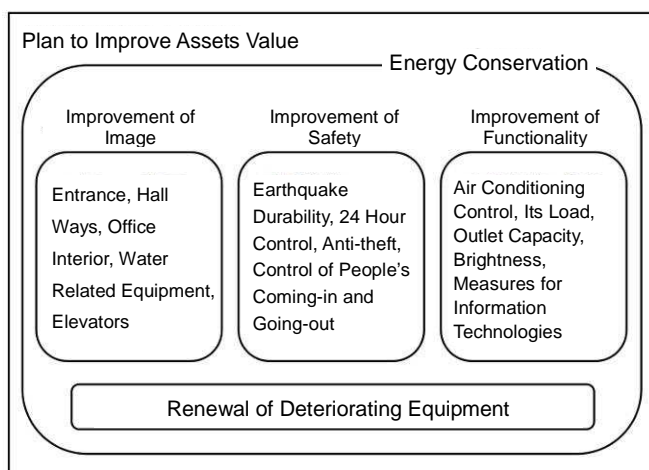 Plan to Improve Assets Value
Energy Conservation
Improvement of
Image
Entrance, Hall
Ways, Office
Interior, Water
Related Equipment,
Elevators
Improvement of
Safety
Earthquake
Durability, 24 Hour
Control, Anti-theft,
Control of People's
Coming-in and
Going-out
Improvement of
Functionality
Air Conditioning
Control, Its Load,
Outlet Capacity,
Brightness,
Measures for
Information
Technologies
Renewal of Deteriorating Equipment